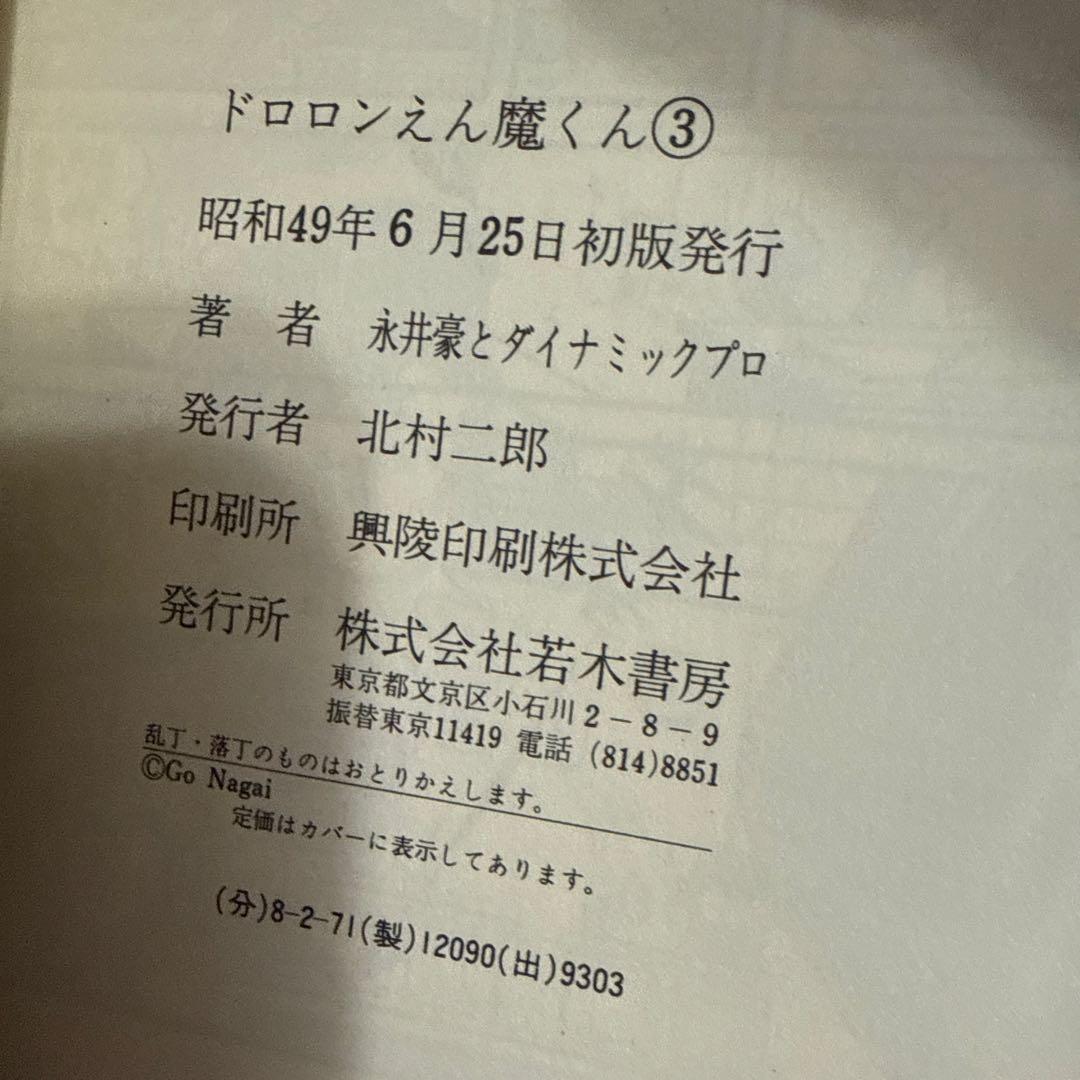 ドロロンえん魔くん③
昭和49年6月25日初版発行
著　者　永井豪とダイナミックプロ
発行者　北村二郎
印刷所　興陵印刷株式会社
発行所　株式会社若木書房
東京都文京区小石川2－8－9
振替東京11419 電話 (814)8851
乱丁・落丁のものはおとりかえします。
©Go Nagai
定価はカバーに表示してあります。
(分)8-2-71(製)12090(出)9303